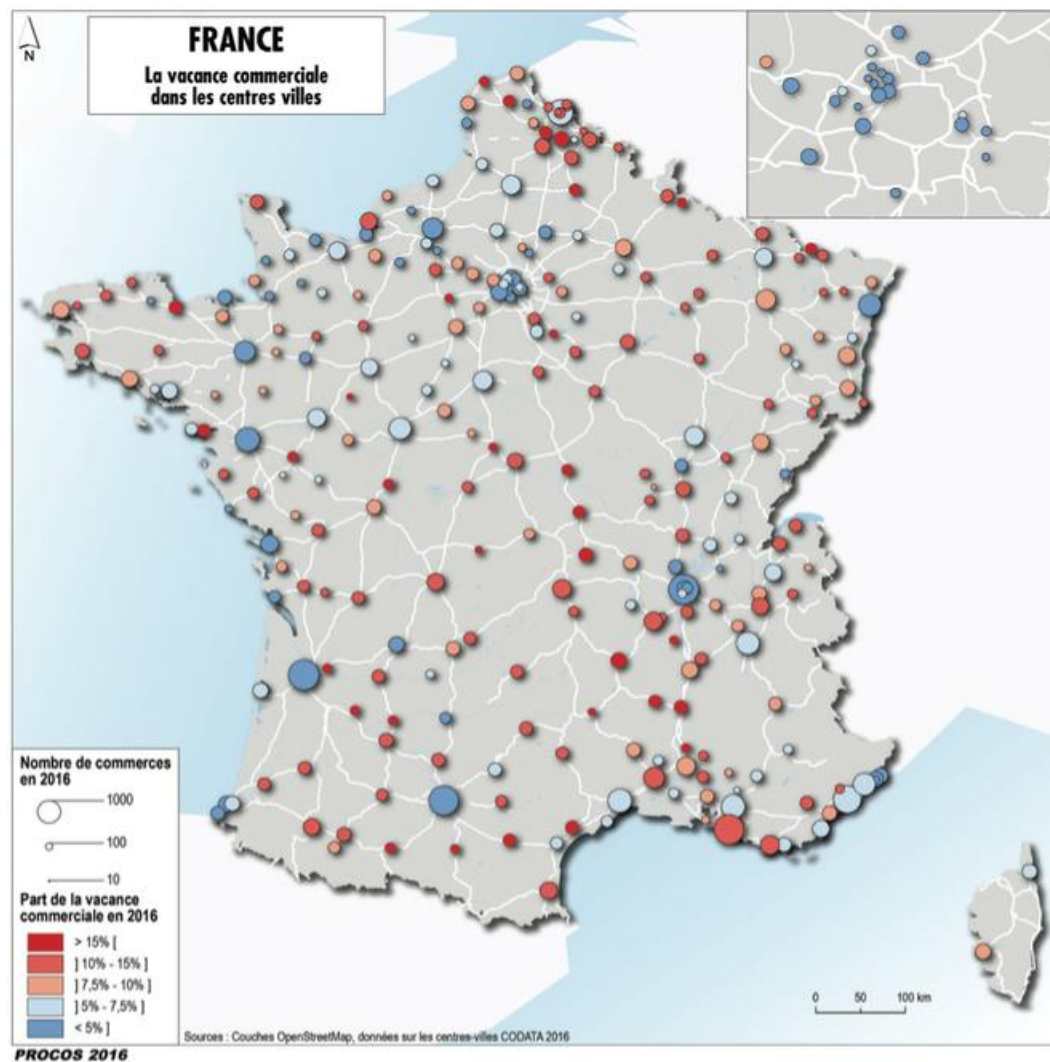 N
FRANCE
La vacance commerciale
dans les centres villes
Nombre de commerces
en 2016
1000
100
10
Part de la vacance
commerciale en 2016
> 15% [
] 10% - 15% ]
] 7,5% - 10% ]
] 5% - 7,5% ]
< 5% ]
0 50 100 km
Sources : Couches OpenStreetMap, données sur les centres-villes CODATA 2016
PROCOS 2016